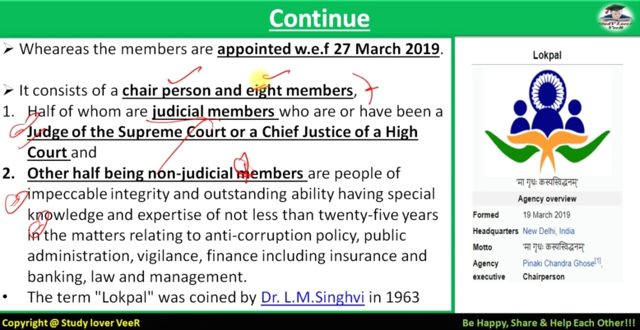 Continue
➢ Wheareas the members are appointed w.e.f 27 March 2019.
➢ It consists of a chair person and eight members,
1. Half of whom are judicial members who are or have been a
Judge of the Supreme Court or a Chief Justice of a High
Court and
2. Other half being non-judicial members are people of
impeccable integrity and outstanding ability having special
knowledge and expertise of not less than twenty-five years
in the matters relating to anti-corruption policy, public
administration, vigilance, finance including insurance and
banking, law and management.
• The term "Lokpal" was coined by Dr. L.M.Singhvi in 1963
Lokpal
'मा गृधः कस्यस्विद्धनम्'
Agency overview
Formed 19 March 2019
Headquarters New Delhi, India
Motto 'मा गृधः कस्यस्विद्धनम्'
Agency Pinaki Chandra Ghose[1],
executive Chairperson
Copyright @ Study lover VeeR
Be Happy, Share & Help Each Other!!!